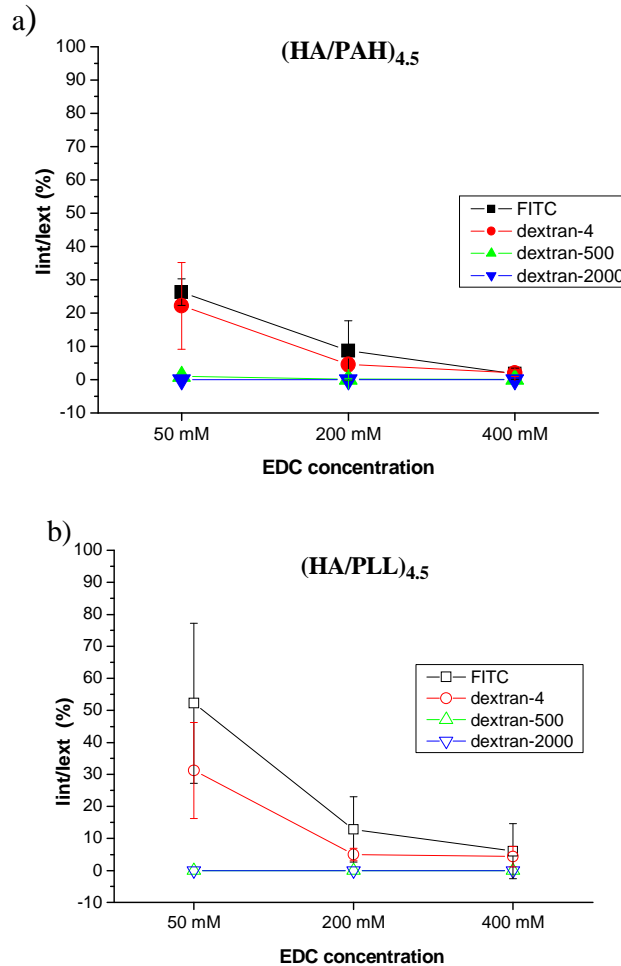 a)
(HA/PAH)4.5
100
90
80
70
60
50
40
30
20
10
0
-10
Iint/Iext (%)
FITC
dextran-4
dextran-500
dextran-2000
50 mM 200 mM 400 mM
EDC concentration
b)
(HA/PLL)4.5
100
90
80
70
60
50
40
30
20
10
0
-10
Iint/Iext (%)
FITC
dextran-4
dextran-500
dextran-2000
50 mM 200 mM 400 mM
EDC concentration